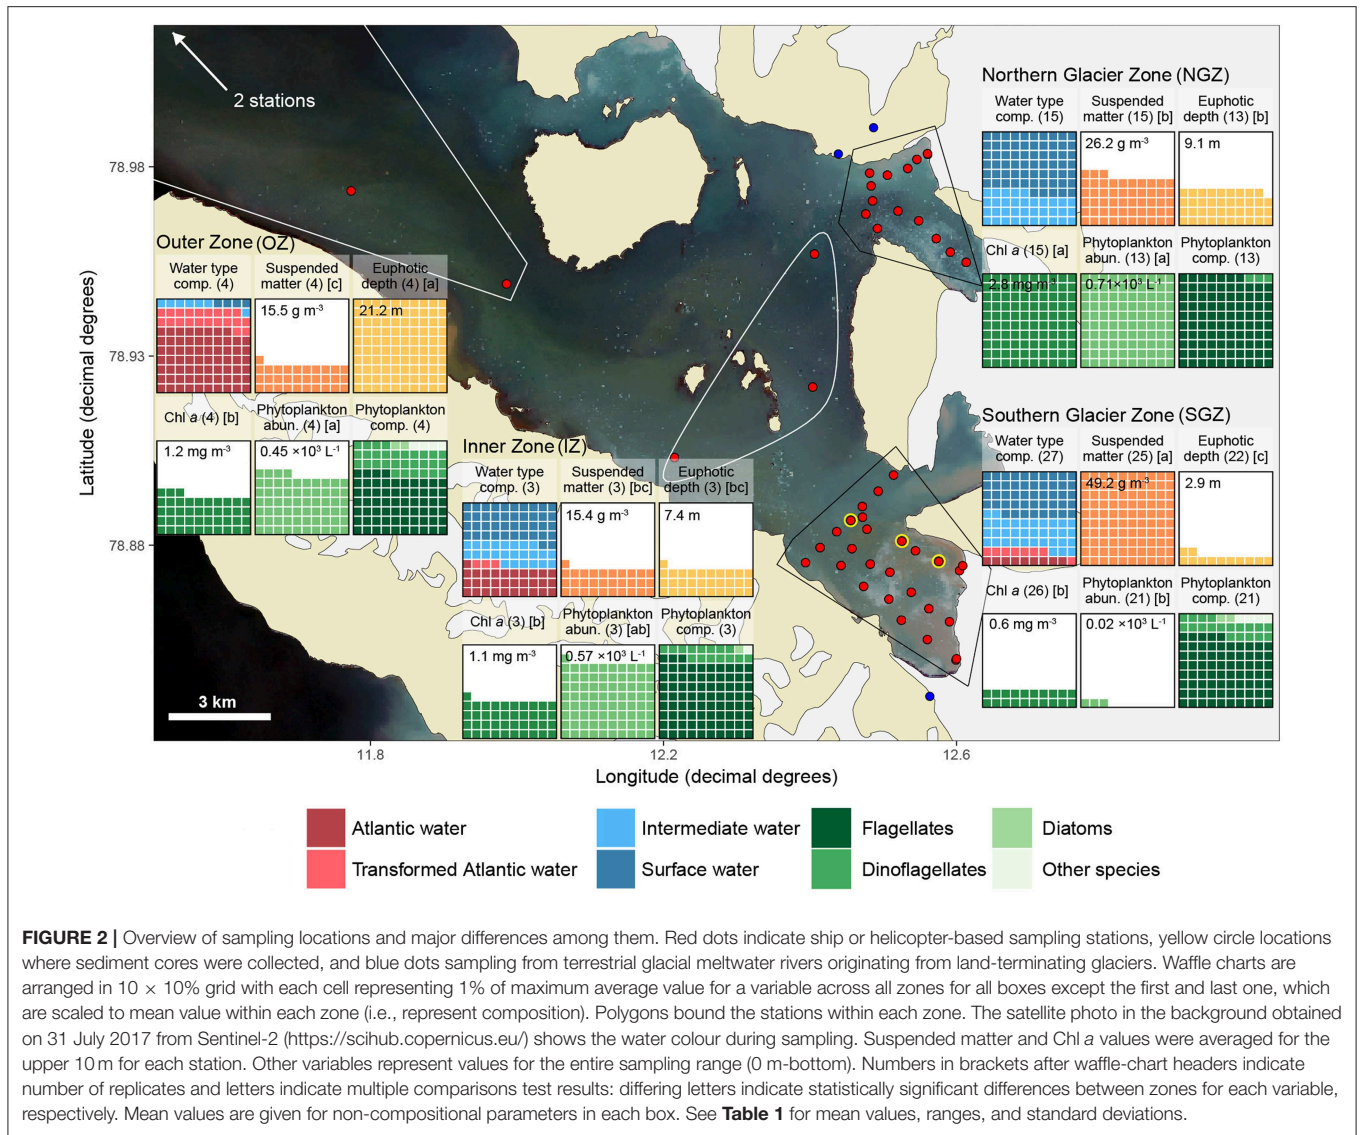 2 stations
Northern Glacier Zone (NGZ)
Water type comp. (15)
Suspended matter (15) [b]
Euphotic depth (13) [b]
26.2 g m-3
9.1 m
Chl a (15) [a]
Phytoplankton abun. (13) [a]
Phytoplankton comp. (13)
2.8 mg m-3
0.71×10³ L-1
Outer Zone (OZ)
Water type comp. (4)
Suspended matter (4) [c]
Euphotic depth (4) [a]
15.5 g m-3
21.2 m
Chl a (4) [b]
Phytoplankton abun. (4) [a]
Phytoplankton comp. (4)
1.2 mg m-3
0.45 ×10³ L-1
Inner Zone (IZ)
Water type comp. (3)
Suspended matter (3) [bc]
Euphotic depth (3) [bc]
15.4 g m-3
7.4 m
Chl a (3) [b]
Phytoplankton abun. (3) [ab]
Phytoplankton comp. (3)
1.1 mg m-3
0.57 ×10³ L-1
Southern Glacier Zone (SGZ)
Water type comp. (27)
Suspended matter (25) [a]
Euphotic depth (22) [c]
49.2 g m-3
2.9 m
Chl a (26) [b]
Phytoplankton abun. (21) [b]
Phytoplankton comp. (21)
0.6 mg m-3
0.02 ×10³ L-1
78.98
78.93
78.88
Latitude (decimal degrees)
3 km
11.8
12.2
12.6
Longitude (decimal degrees)
Atlantic water
Intermediate water
Flagellates
Diatoms
Transformed Atlantic water
Surface water
Dinoflagellates
Other species
FIGURE 2 | Overview of sampling locations and major differences among them. Red dots indicate ship or helicopter-based sampling stations, yellow circle locations
where sediment cores were collected, and blue dots sampling from terrestrial glacial meltwater rivers originating from land-terminating glaciers. Waffle charts are
arranged in 10 × 10% grid with each cell representing 1% of maximum average value for a variable across all zones for all boxes except the first and last one, which
are scaled to mean value within each zone (i.e., represent composition). Polygons bound the stations within each zone. The satellite photo in the background obtained
on 31 July 2017 from Sentinel-2 (https://scihub.copernicus.eu/) shows the water colour during sampling. Suspended matter and Chl a values were averaged for the
upper 10 m for each station. Other variables represent values for the entire sampling range (0 m-bottom). Numbers in brackets after waffle-chart headers indicate
number of replicates and letters indicate multiple comparisons test results: differing letters indicate statistically significant differences between zones for each variable,
respectively. Mean values are given for non-compositional parameters in each box. See Table 1 for mean values, ranges, and standard deviations.